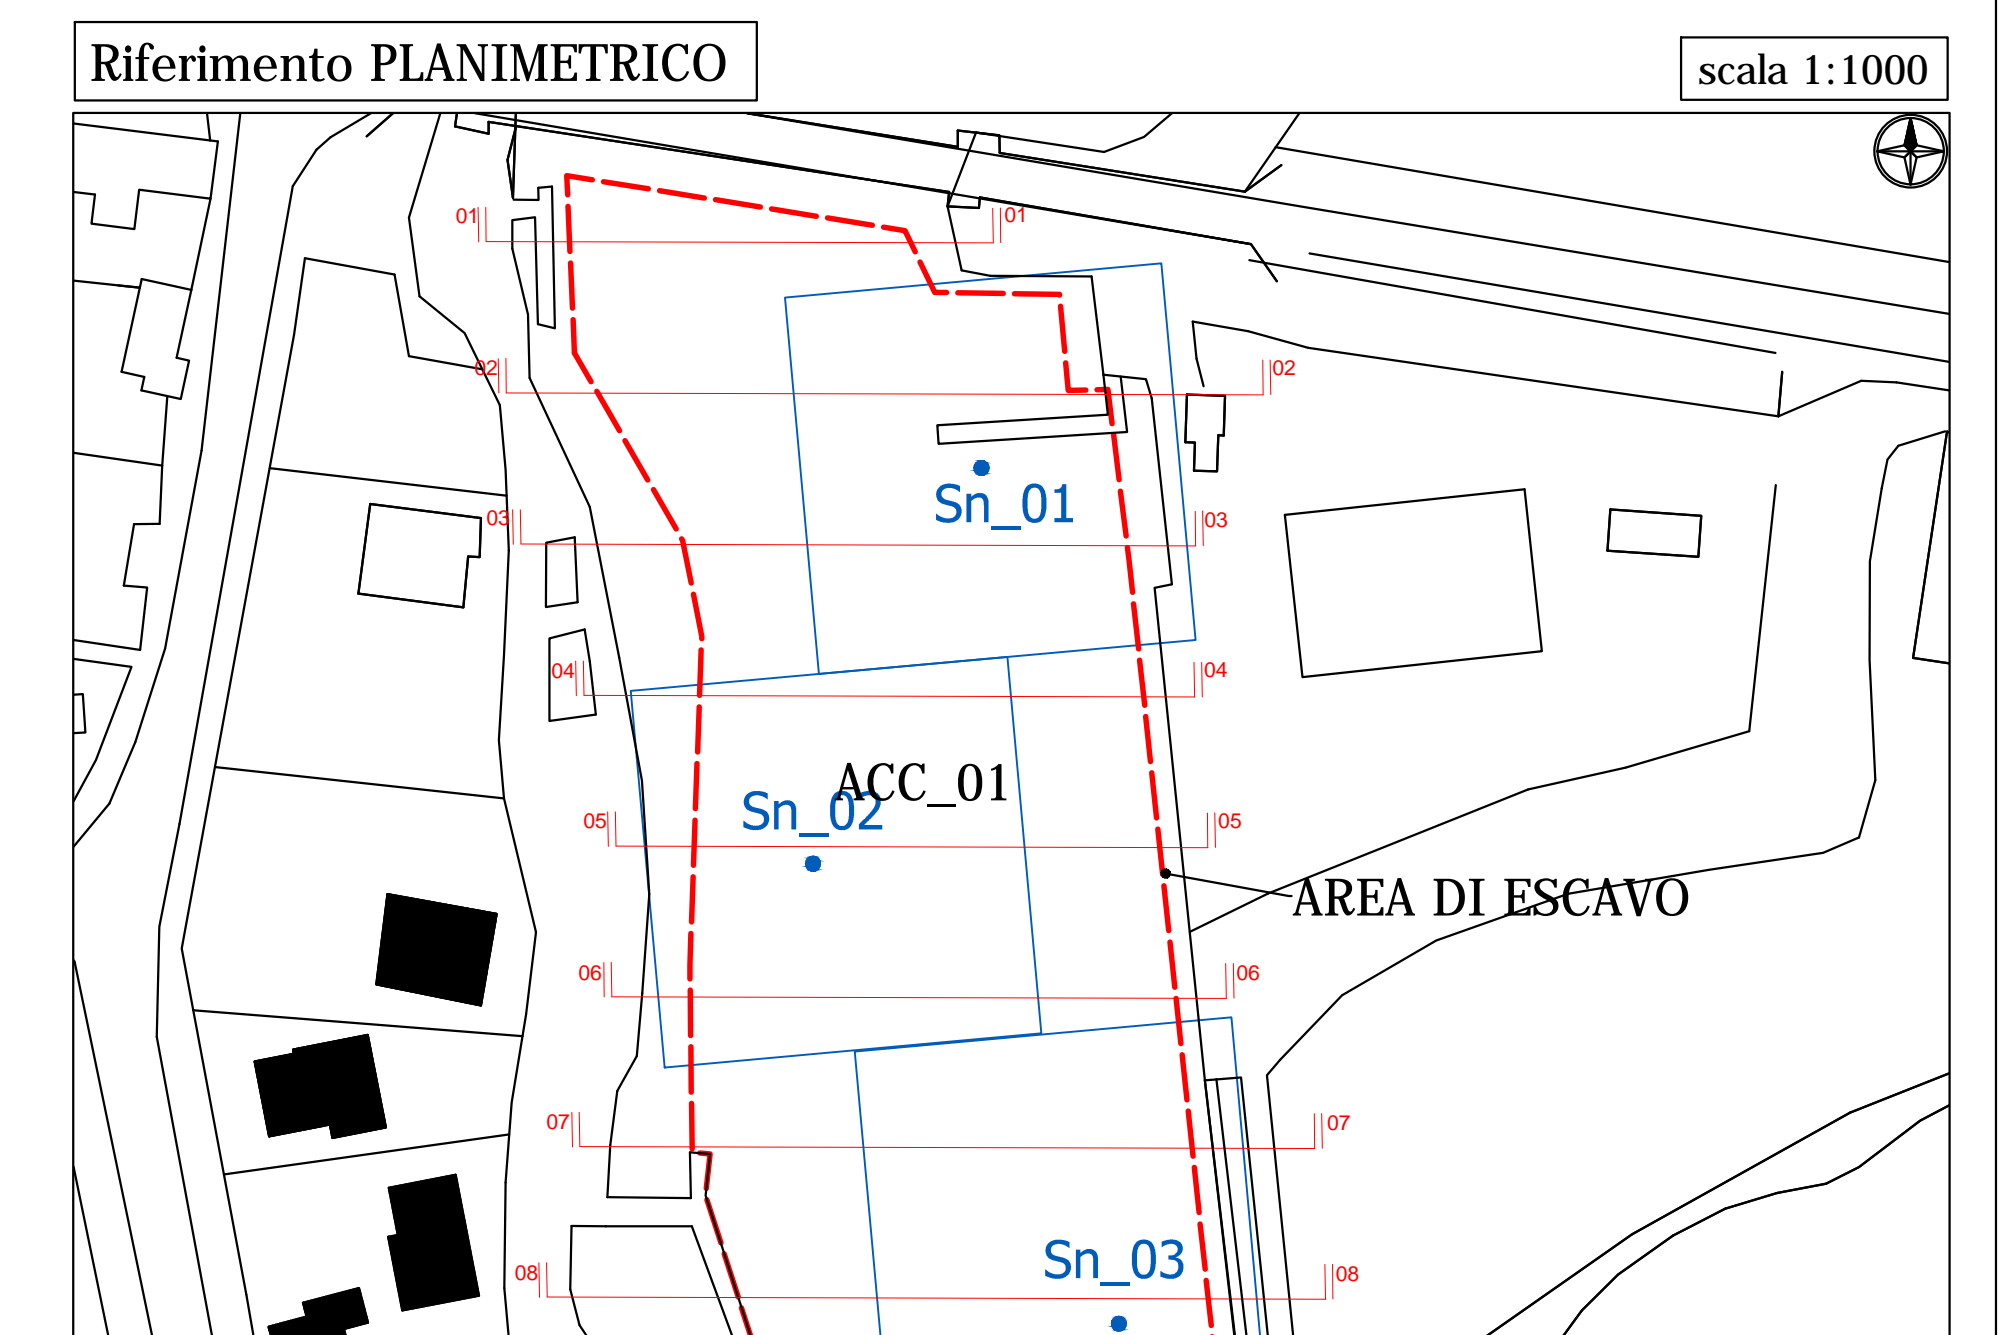 Riferimento PLANIMETRICO
scala 1:1000
01 01
02 02
Sn_01
03 03
04 04
ACC_01
Sn_02
05 05
AREA DI ESCAVO
06 06
07 07
Sn_03
08 08